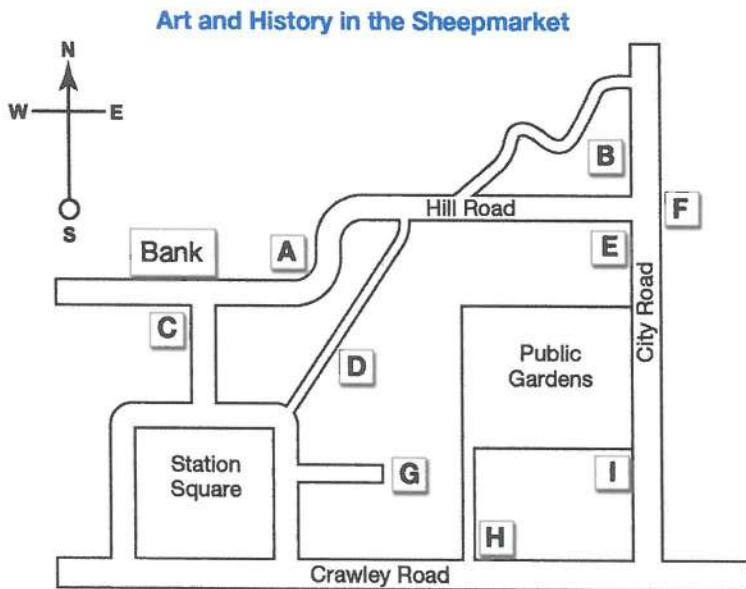 Art and History in the Sheepmarket
N
W E
S
B
F
Hill Road
Bank
A
E
C
City Road
D
Public
Gardens
Station
Square
G
I
H
Crawley Road